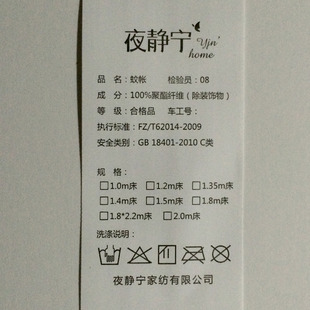 夜静宁
Yjn'
home
品 名：蚊帐 检验员：08
成 分：100%聚酯纤维（除装饰物）
等 级：合格品 车工号：
执行标准：FZ/T62014-2009
安全类别：GB 18401-2010 C类
规 格：
□1.0m床 □1.2m床 □1.35m床
□1.4m床 □1.5m床 □1.8m床
□1.8*2.2m床 □2.0m床
洗涤说明：
夜静宁家纺有限公司